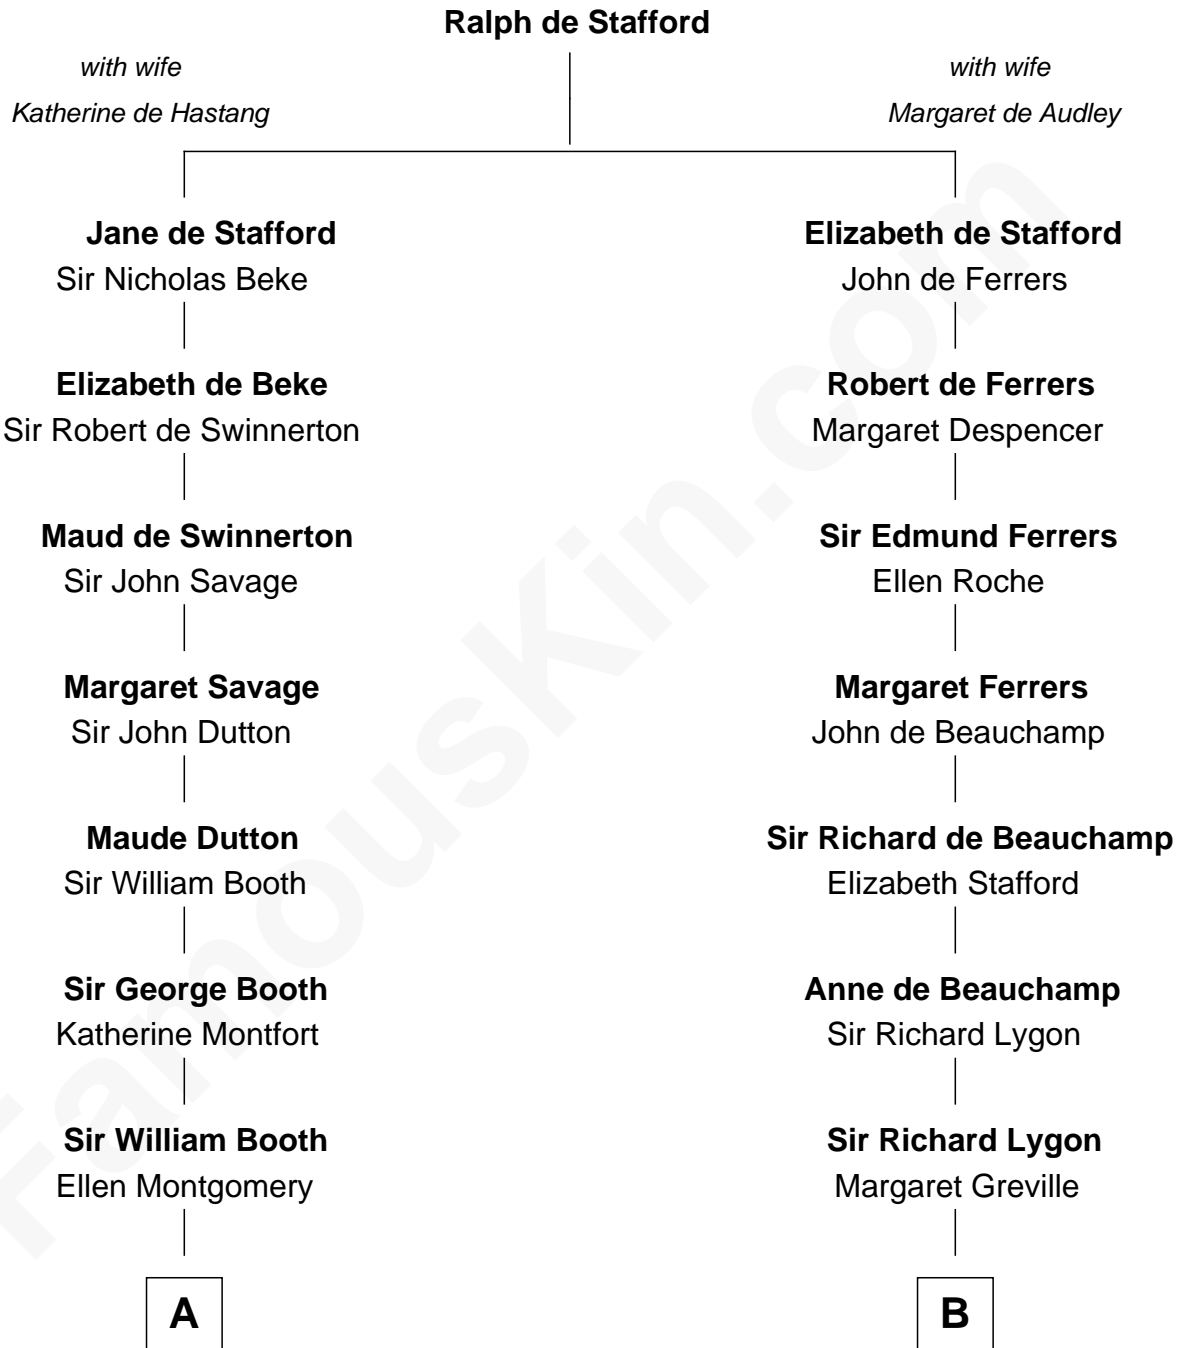 Ralph de Stafford
with wife
Katherine de Hastang
with wife
Margaret de Audley
Jane de Stafford
Sir Nicholas Beke
Elizabeth de Stafford
John de Ferrers
Elizabeth de Beke
Sir Robert de Swinnerton
Robert de Ferrers
Margaret Despencer
Maud de Swinnerton
Sir John Savage
Sir Edmund Ferrers
Ellen Roche
Margaret Savage
Sir John Dutton
Margaret Ferrers
John de Beauchamp
Maude Dutton
Sir William Booth
Sir Richard de Beauchamp
Elizabeth Stafford
Sir George Booth
Katherine Montfort
Anne de Beauchamp
Sir Richard Lygon
Sir William Booth
Ellen Montgomery
Sir Richard Lygon
Margaret Greville
A
B
FamousKin.com